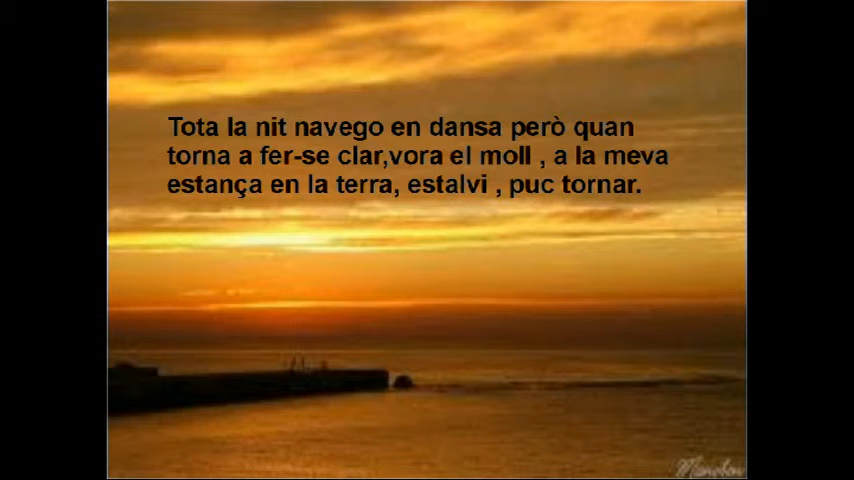 Tota la nit navego en dansa però quan
torna a fer-se clar,vora el moll , a la meva
estança en la terra, estalvi , puc tornar.